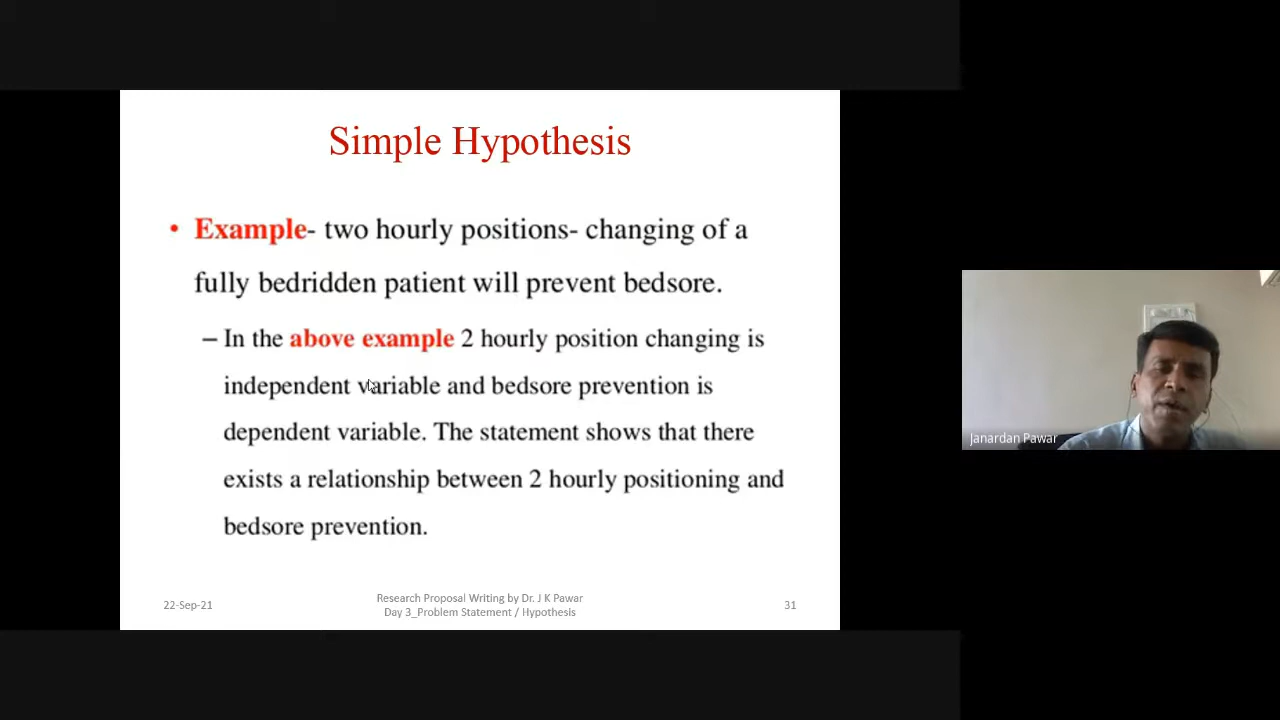 Simple Hypothesis
• Example- two hourly positions- changing of a
fully bedridden patient will prevent bedsore.
– In the above example 2 hourly position changing is
independent variable and bedsore prevention is
dependent variable. The statement shows that there
exists a relationship between 2 hourly positioning and
bedsore prevention.
22-Sep-21
Research Proposal Writing by Dr. J K Pawar
Day 3_Problem Statement / Hypothesis
31
Janardan Pawar